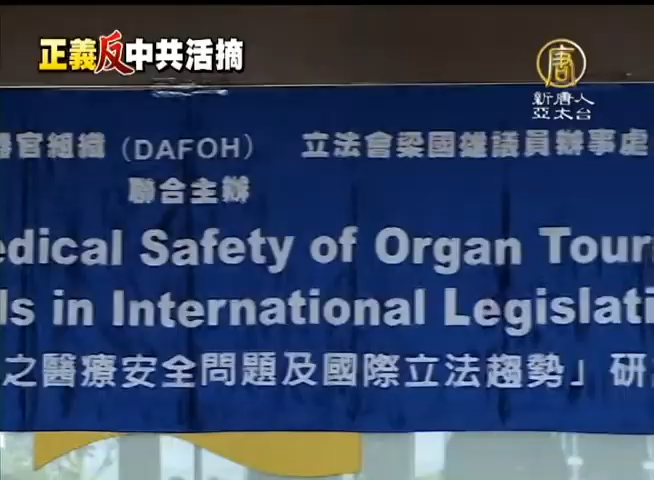 正義反中共活摘
唐
新唐人
亞太台
器官組織(DAFOH) 立法會梁國雄議員辦事處
聯合主辦
edical Safety of Organ Tour
ls in International Legislati
之醫療安全問題及國際立法趨勢」研